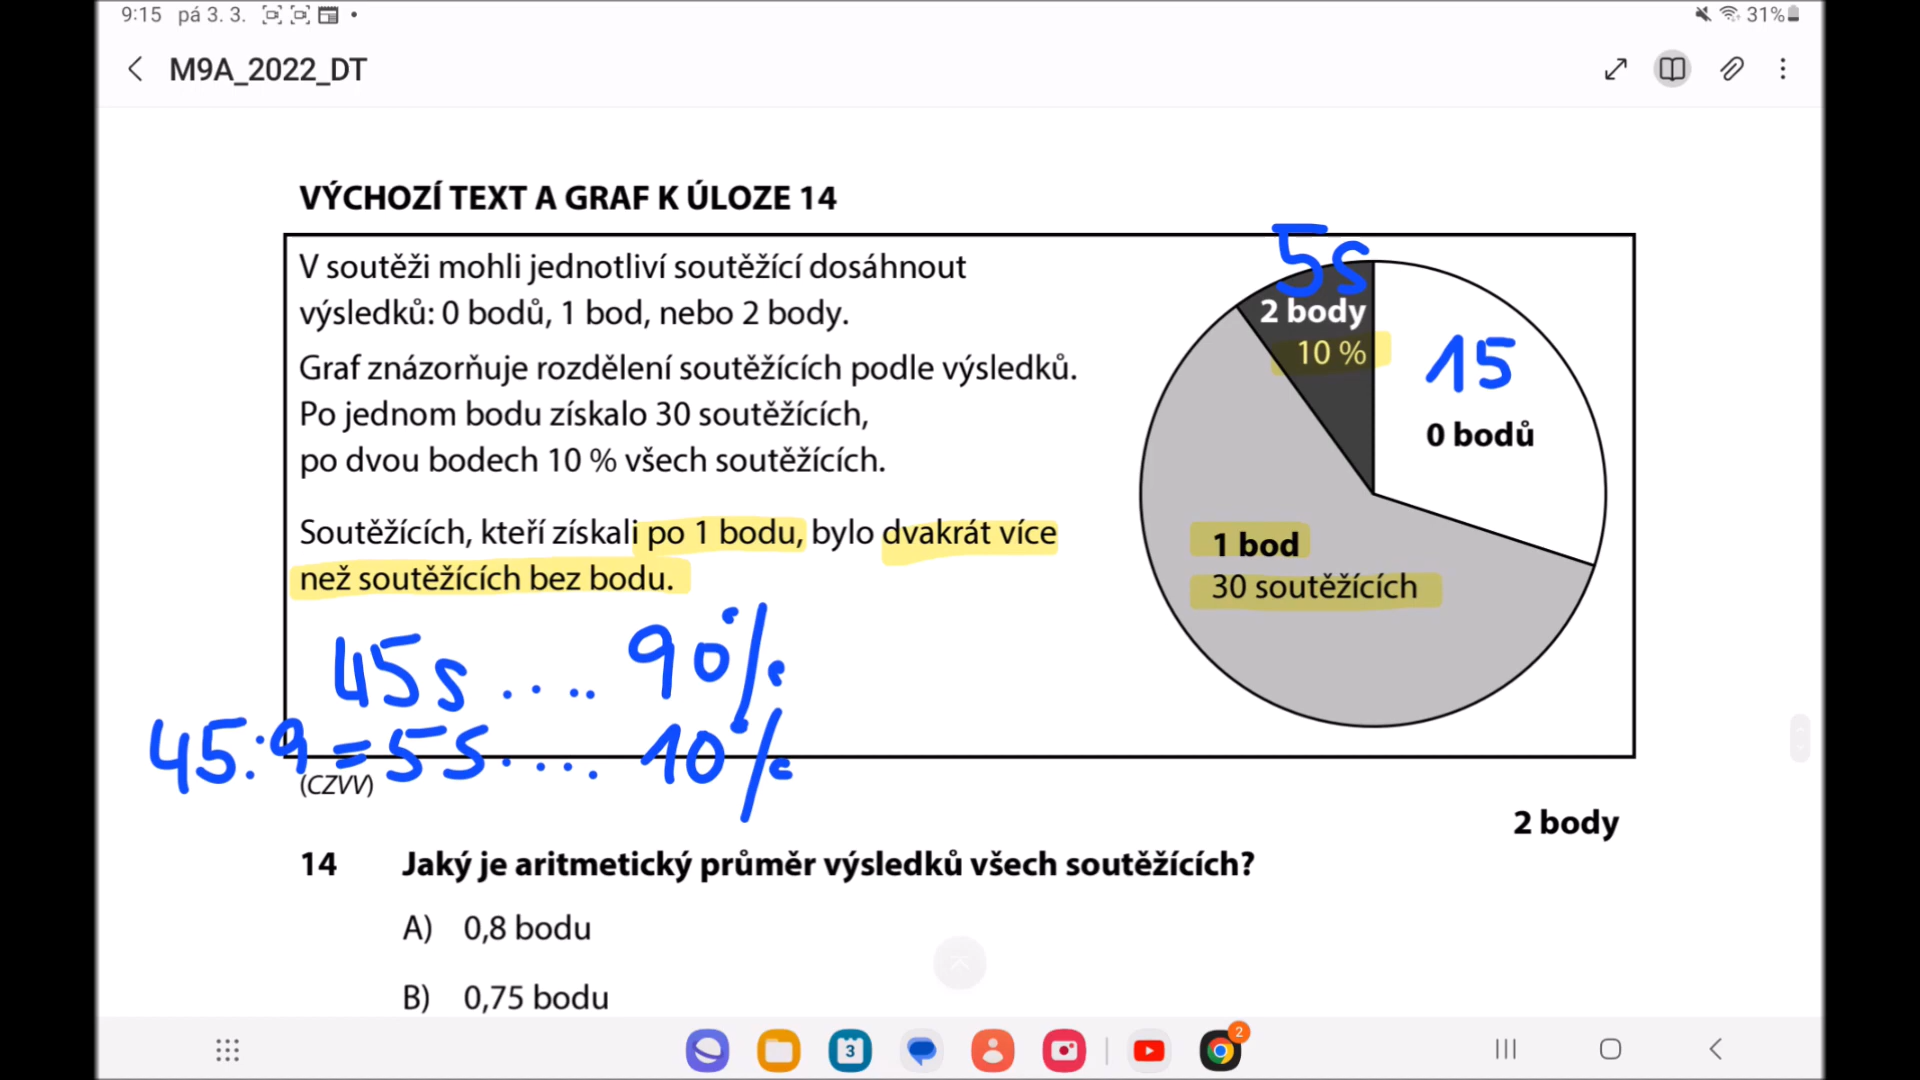 9:15 pá 3. 3.
31%
M9A_2022_DT
VÝCHOZÍ TEXT A GRAF K ÚLOZE 14
V soutěži mohli jednotliví soutěžící dosáhnout
výsledků: 0 bodů, 1 bod, nebo 2 body.
Graf znázorňuje rozdělení soutěžících podle výsledků.
Po jednom bodu získalo 30 soutěžících,
po dvou bodech 10 % všech soutěžících.
Soutěžících, kteří získali po 1 bodu, bylo dvakrát více
než soutěžících bez bodu.
5s
2 body
10 %
15
0 bodů
1 bod
30 soutěžících
45s .... 90%
45:9=5s.... 10%
(CZVV)
2 body
14 Jaký je aritmetický průměr výsledků všech soutěžících?
A) 0,8 bodu
B) 0,75 bodu
3
2